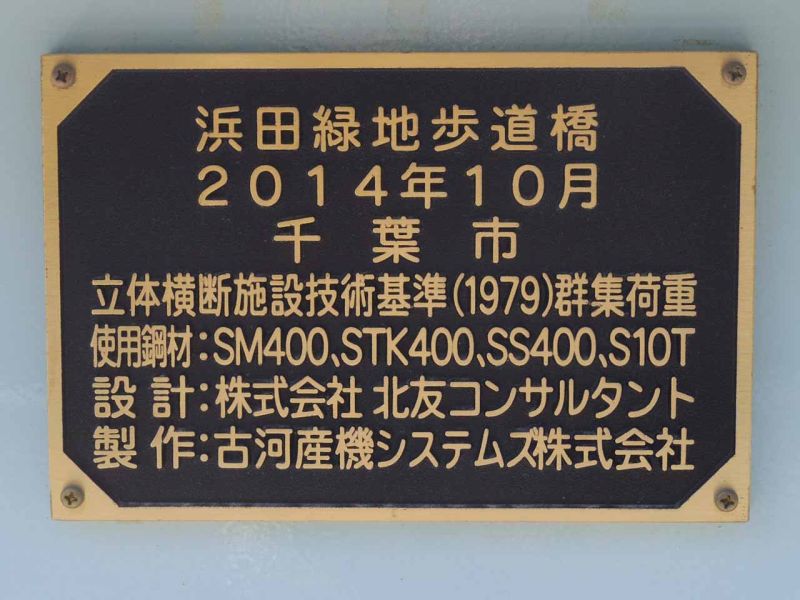 浜田緑地歩道橋
2014年10月
千葉市
立体横断施設技術基準(1979)群集荷重
使用鋼材：SM400、STK400、SS400、S10T
設計：株式会社 北友コンサルタント
製作：古河産機システムズ株式会社